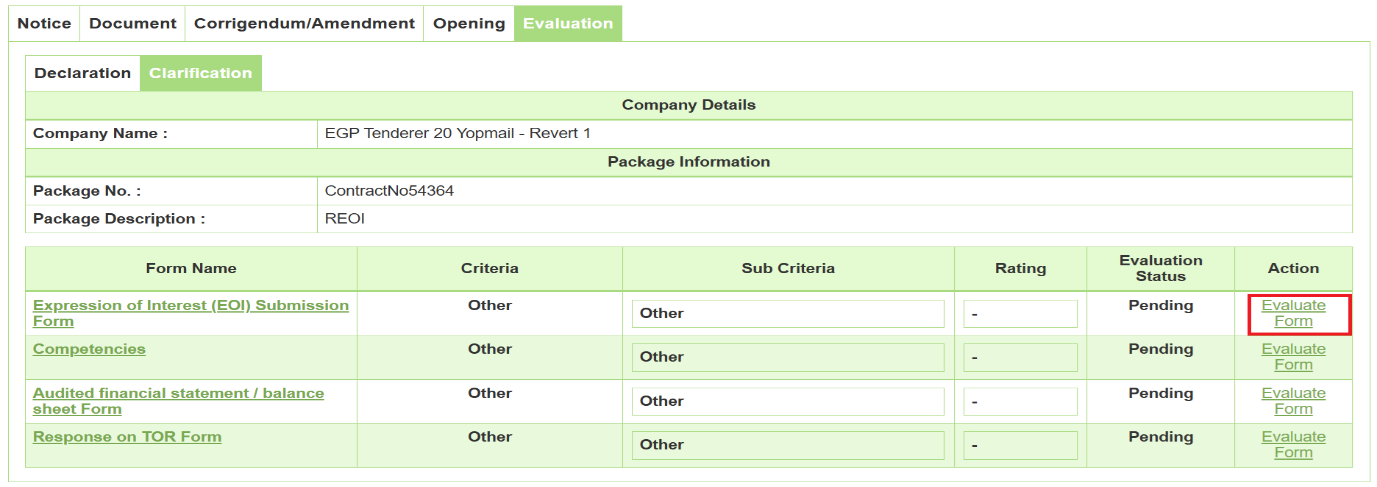 Notice Document Corrigendum/Amendment Opening Evaluation
Declaration Clarification
Company Details
Company Name : EGP Tenderer 20 Yopmail - Revert 1
Package Information
Package No. : ContractNo54364
Package Description : REOI
Form Name Criteria Sub Criteria Rating Evaluation Status Action
Expression of Interest (EOI) Submission Form Other Other - Pending Evaluate Form
Competencies Other Other - Pending Evaluate Form
Audited financial statement / balance sheet Form Other Other - Pending Evaluate Form
Response on TOR Form Other Other - Pending Evaluate Form